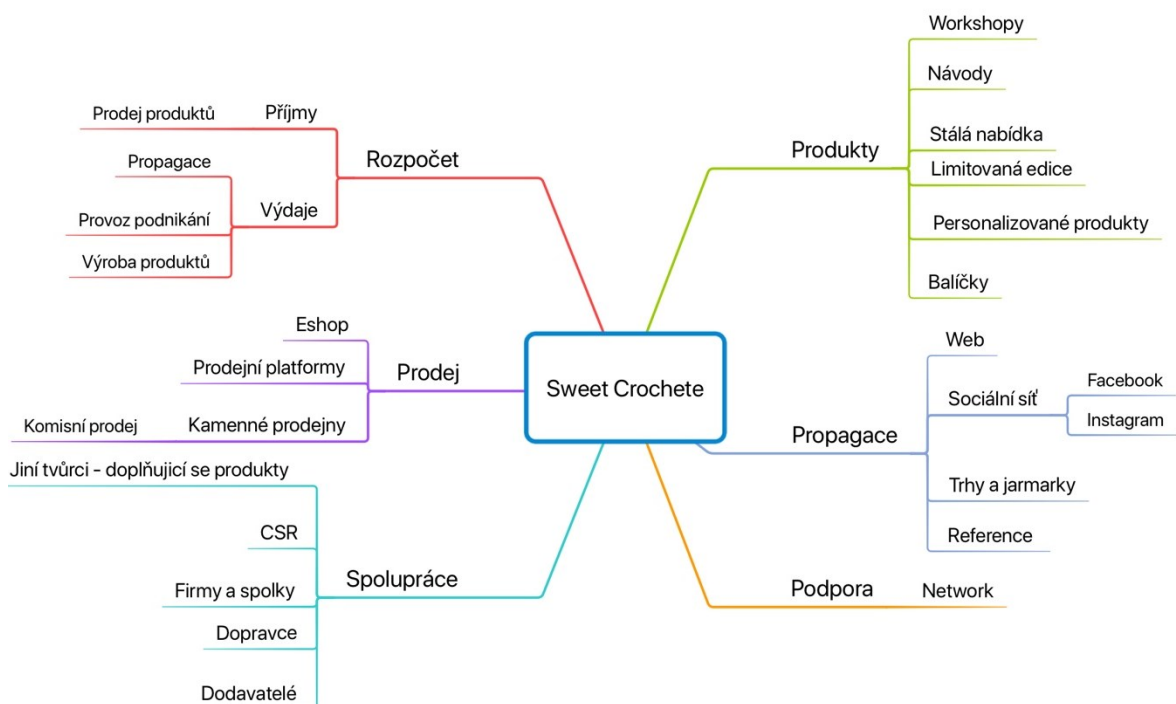 Sweet Crochete
Rozpočet
Příjmy
Prodej produktů
Výdaje
Propagace
Provoz podnikání
Výroba produktů
Prodej
Eshop
Prodejní platformy
Kamenné prodejny
Komisní prodej
Spolupráce
Jiní tvůrci - doplňujicí se produkty
CSR
Firmy a spolky
Dopravce
Dodavatelé
Produkty
Workshopy
Návody
Stálá nabídka
Limitovaná edice
Personalizované produkty
Balíčky
Propagace
Web
Sociální síť
Facebook
Instagram
Trhy a jarmarky
Reference
Podpora
Network